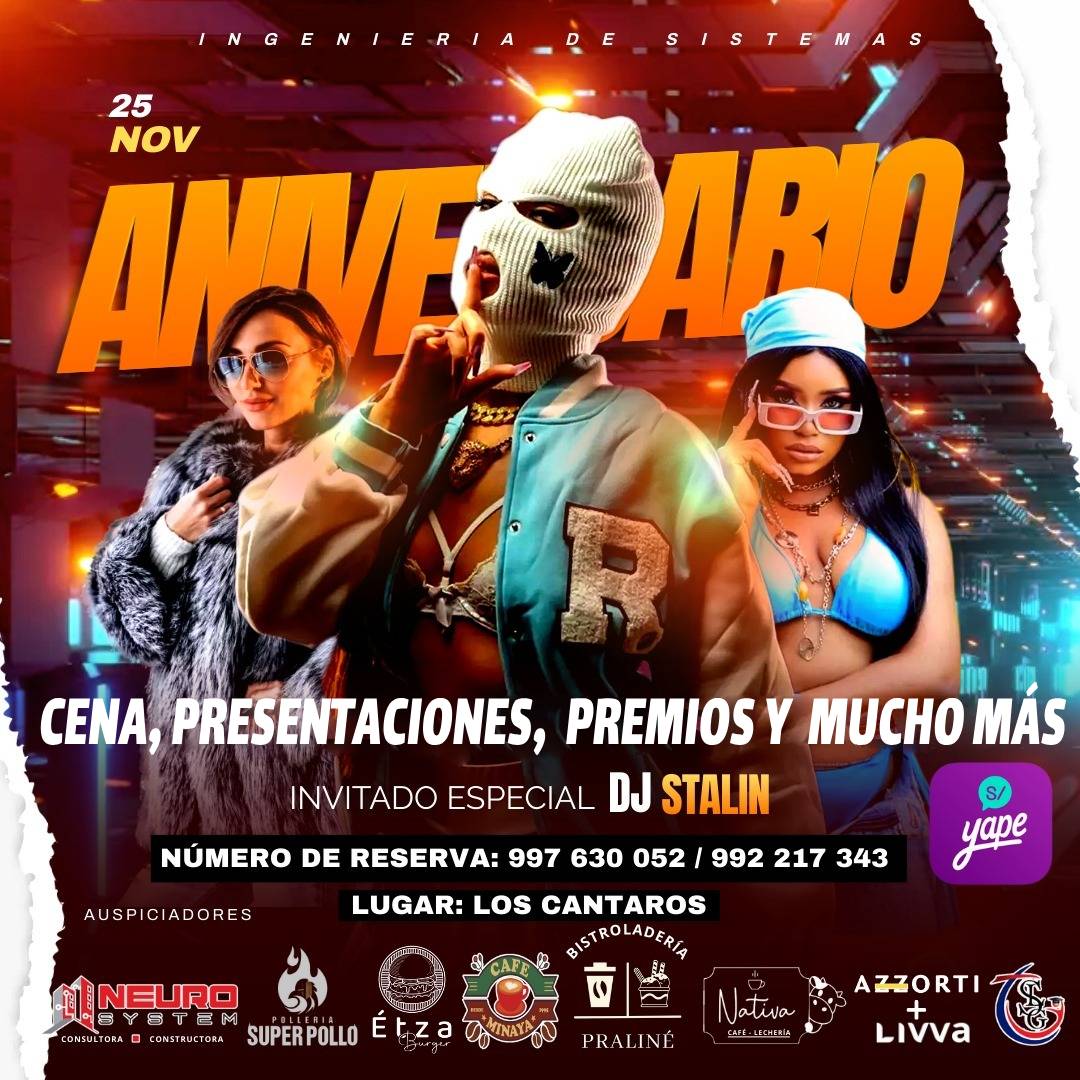 INGENIERIA DE SISTEMAS
25
NOV
ANIVE ARIO
R
CENA, PRESENTACIONES, PREMIOS Y MUCHO MÁS
INVITADO ESPECIAL DJ STALIN
S/
yape
NÚMERO DE RESERVA: 997 630 052 / 992 217 343
LUGAR: LOS CANTAROS
AUSPICIADORES
NEURO
SYSTEM
CONSULTORA CONSTRUCTORA
POLLERIA
SUPER POLLO
Étza
Burger
CAFE
DESDE 1995
MINAYA
BISTROLADERÍA
PRALINÉ
Nativa
CAFÉ - LECHERÍA
AZZORTI
+
LIVVA